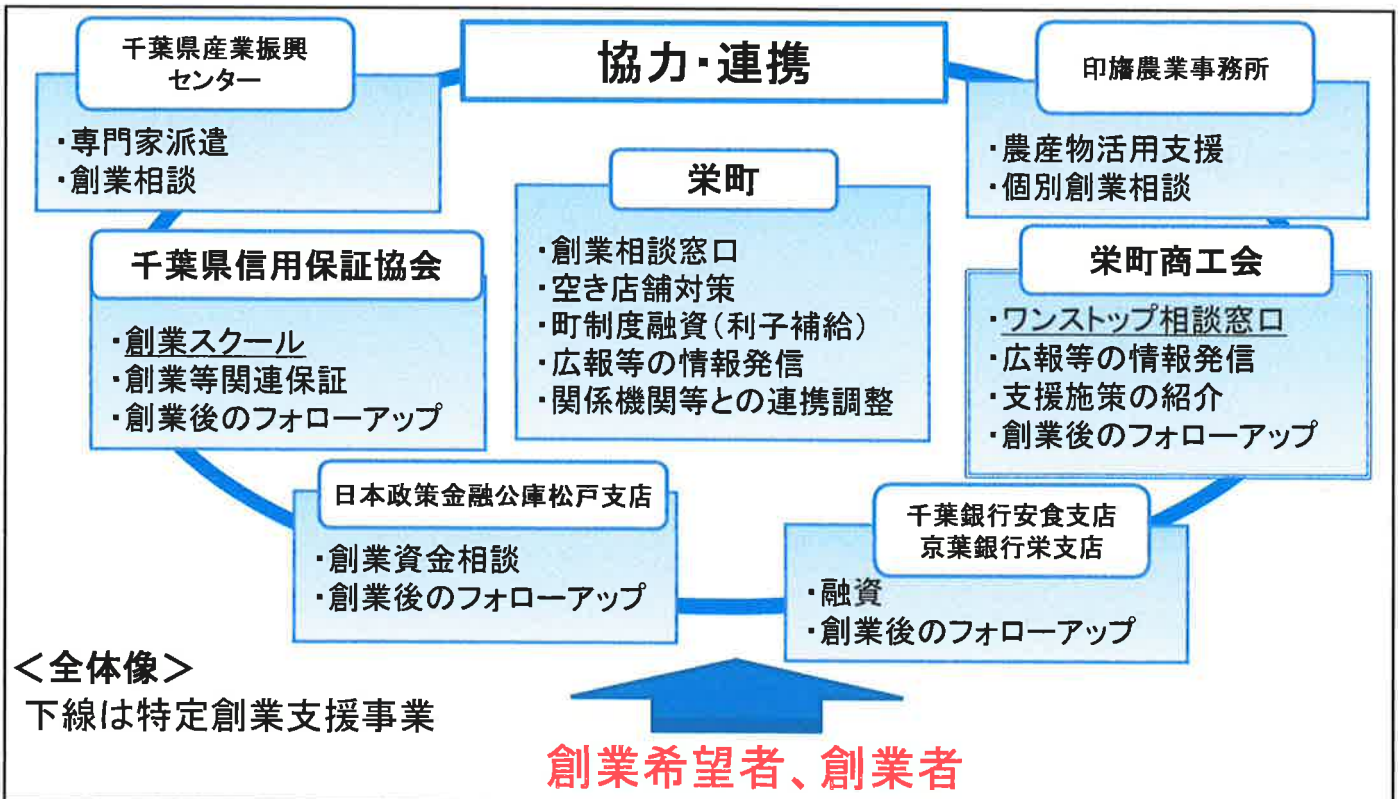 協力・連携
千葉県産業振興
センター
・専門家派遣
・創業相談
印旛農業事務所
・農産物活用支援
・個別創業相談
栄町
・創業相談窓口
・空き店舗対策
・町制度融資(利子補給)
・広報等の情報発信
・関係機関等との連携調整
千葉県信用保証協会
・創業スクール
・創業等関連保証
・創業後のフォローアップ
栄町商工会
・ワンストップ相談窓口
・広報等の情報発信
・支援施策の紹介
・創業後のフォローアップ
日本政策金融公庫松戸支店
・創業資金相談
・創業後のフォローアップ
千葉銀行安食支店
京葉銀行栄支店
・融資
・創業後のフォローアップ
<全体像>
下線は特定創業支援事業
創業希望者、創業者